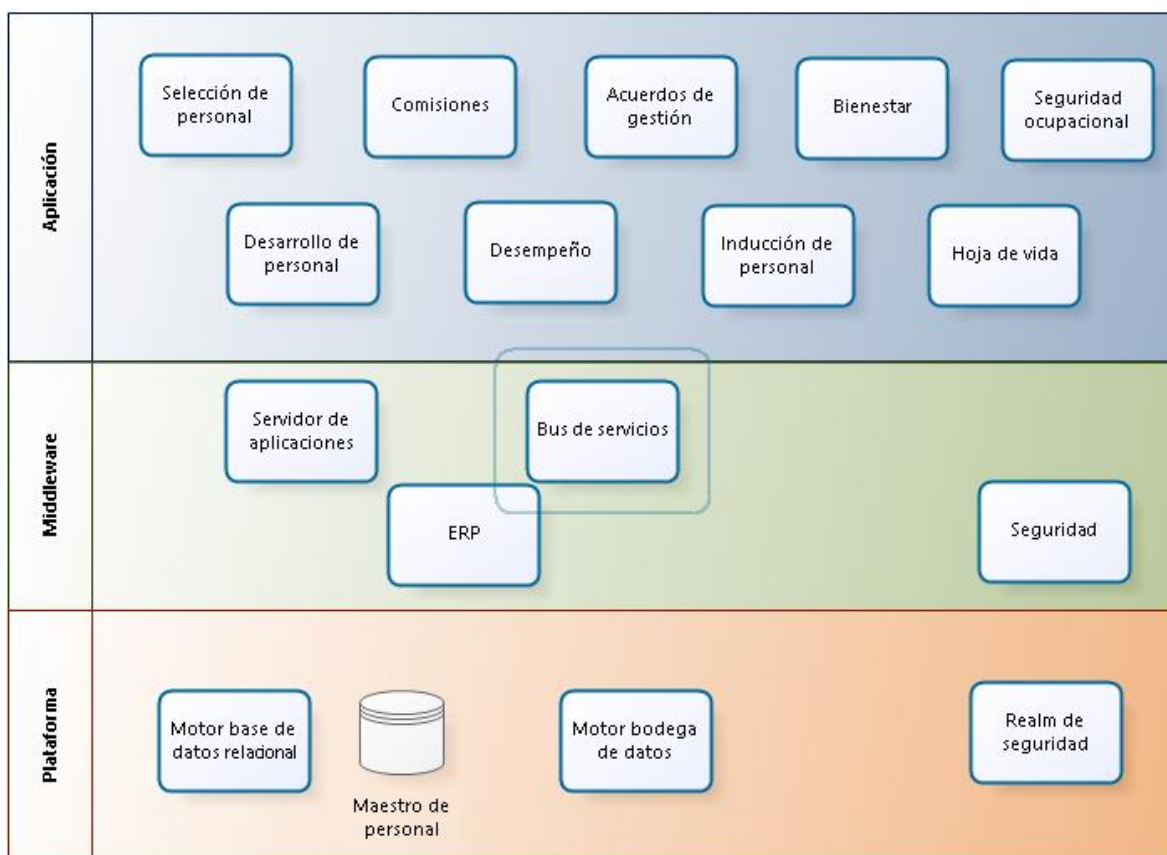 Aplicación
Selección de
personal
Comisiones
Acuerdos de
gestión
Bienestar
Seguridad
ocupacional
Desarrollo de
personal
Desempeño
Inducción de
personal
Hoja de vida
Middleware
Servidor de
aplicaciones
Bus de servicios
ERP
Seguridad
Plataforma
Motor base de
datos relacional
Maestro de
personal
Motor bodega
de datos
Realm de
seguridad